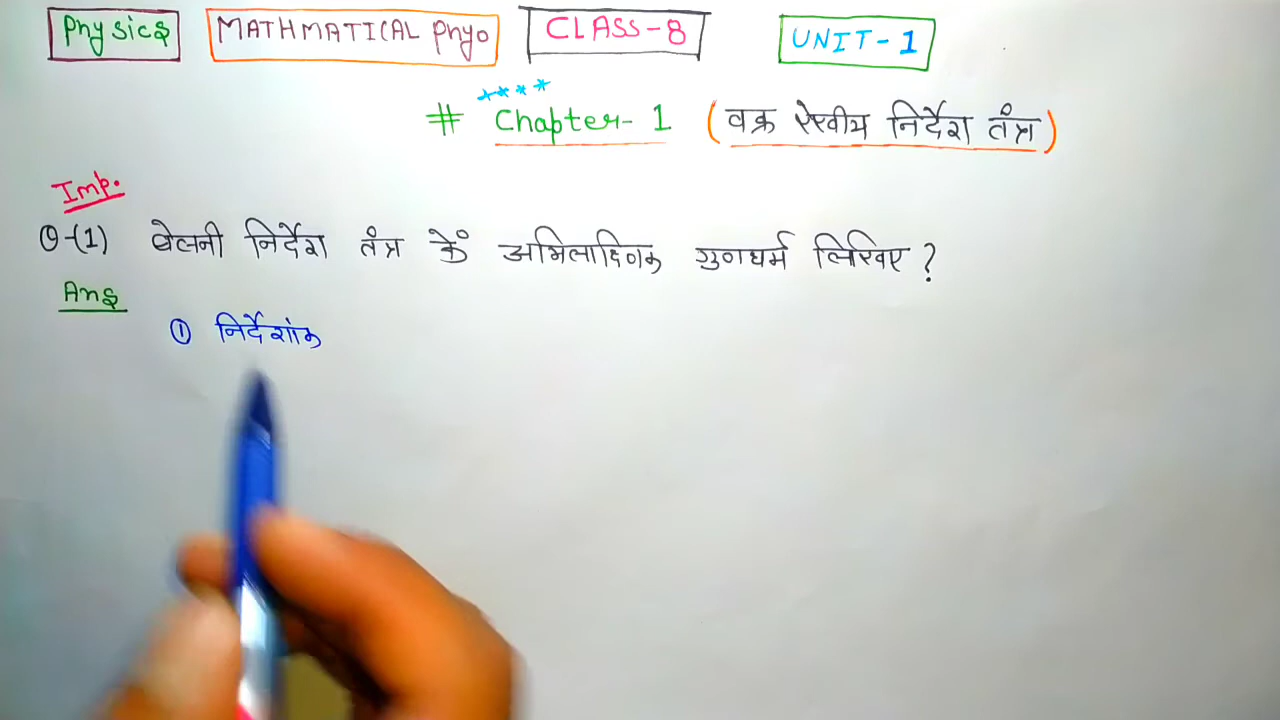 Physics MATHMATICAL Phyo CLASS-8 UNIT-1
# Chapter-1 (वक्र रेखीय निर्देश तंत्र)
Imp.
Q-(1) बेलनी निर्देश तंत्र के अभिलाक्षणिक गुणधर्म लिखिए ?
Ans
① निर्देशांक